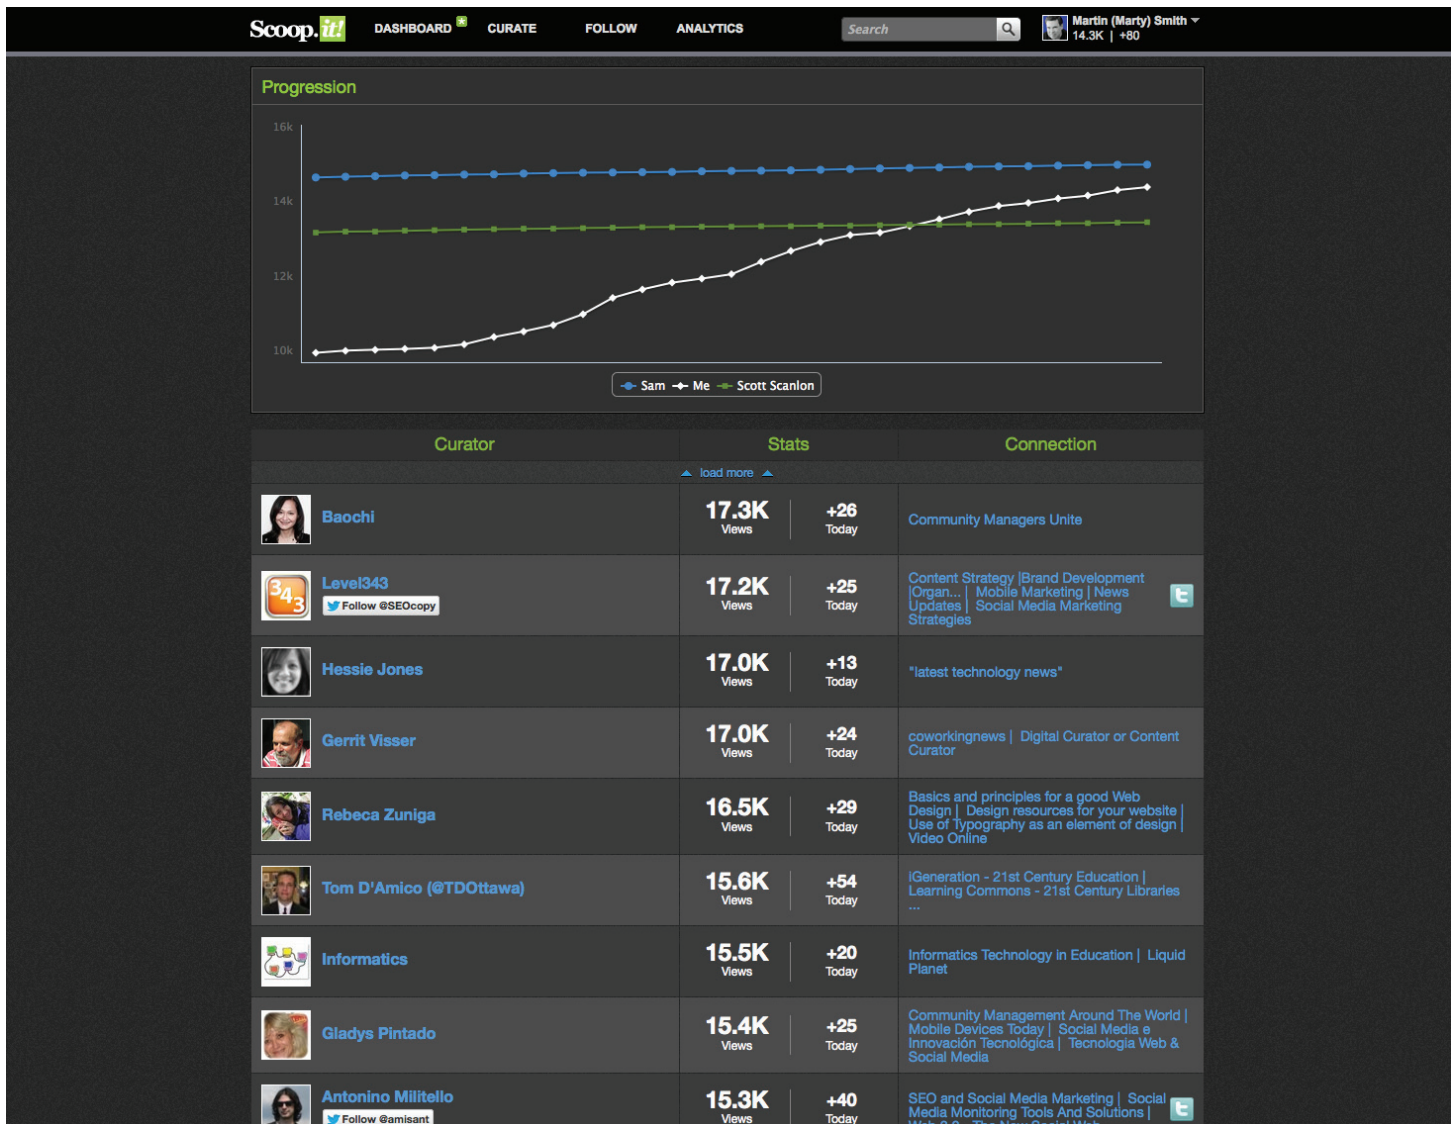 Scoop.it!
DASHBOARD
CURATE
FOLLOW
ANALYTICS
Search
Martin (Marty) Smith
14.3K | +80
Progression
16k
14k
12k
10k
Sam
Me
Scott Scanlon
Curator
Stats
Connection
load more
Baochi
17.3K
Views
+26
Today
Community Managers Unite
343
Level343
Follow @SEOcopy
17.2K
Views
+25
Today
Content Strategy |Brand Development
|Organ... | Mobile Marketing | News
Updates | Social Media Marketing
Strategies
Hessie Jones
17.0K
Views
+13
Today
"latest technology news"
Gerrit Visser
17.0K
Views
+24
Today
coworkingnews | Digital Curator or Content
Curator
Rebeca Zuniga
16.5K
Views
+29
Today
Basics and principles for a good Web
Design | Design resources for your website |
Use of Typography as an element of design |
Video Online
Tom D'Amico (@TDOttawa)
15.6K
Views
+54
Today
IGeneration - 21st Century Education |
Learning Commons - 21st Century Libraries
...
Informatics
15.5K
Views
+20
Today
Informatics Technology in Education | Liquid
Planet
Gladys Pintado
15.4K
Views
+25
Today
Community Management Around The World |
Mobile Devices Today | Social Media e
Innovación Tecnológica | Tecnologia Web &
Social Media
Antonino Militello
Follow @amisant
15.3K
Views
+40
Today
SEO and Social Media Marketing | Social
Media Monitoring Tools And Solutions |